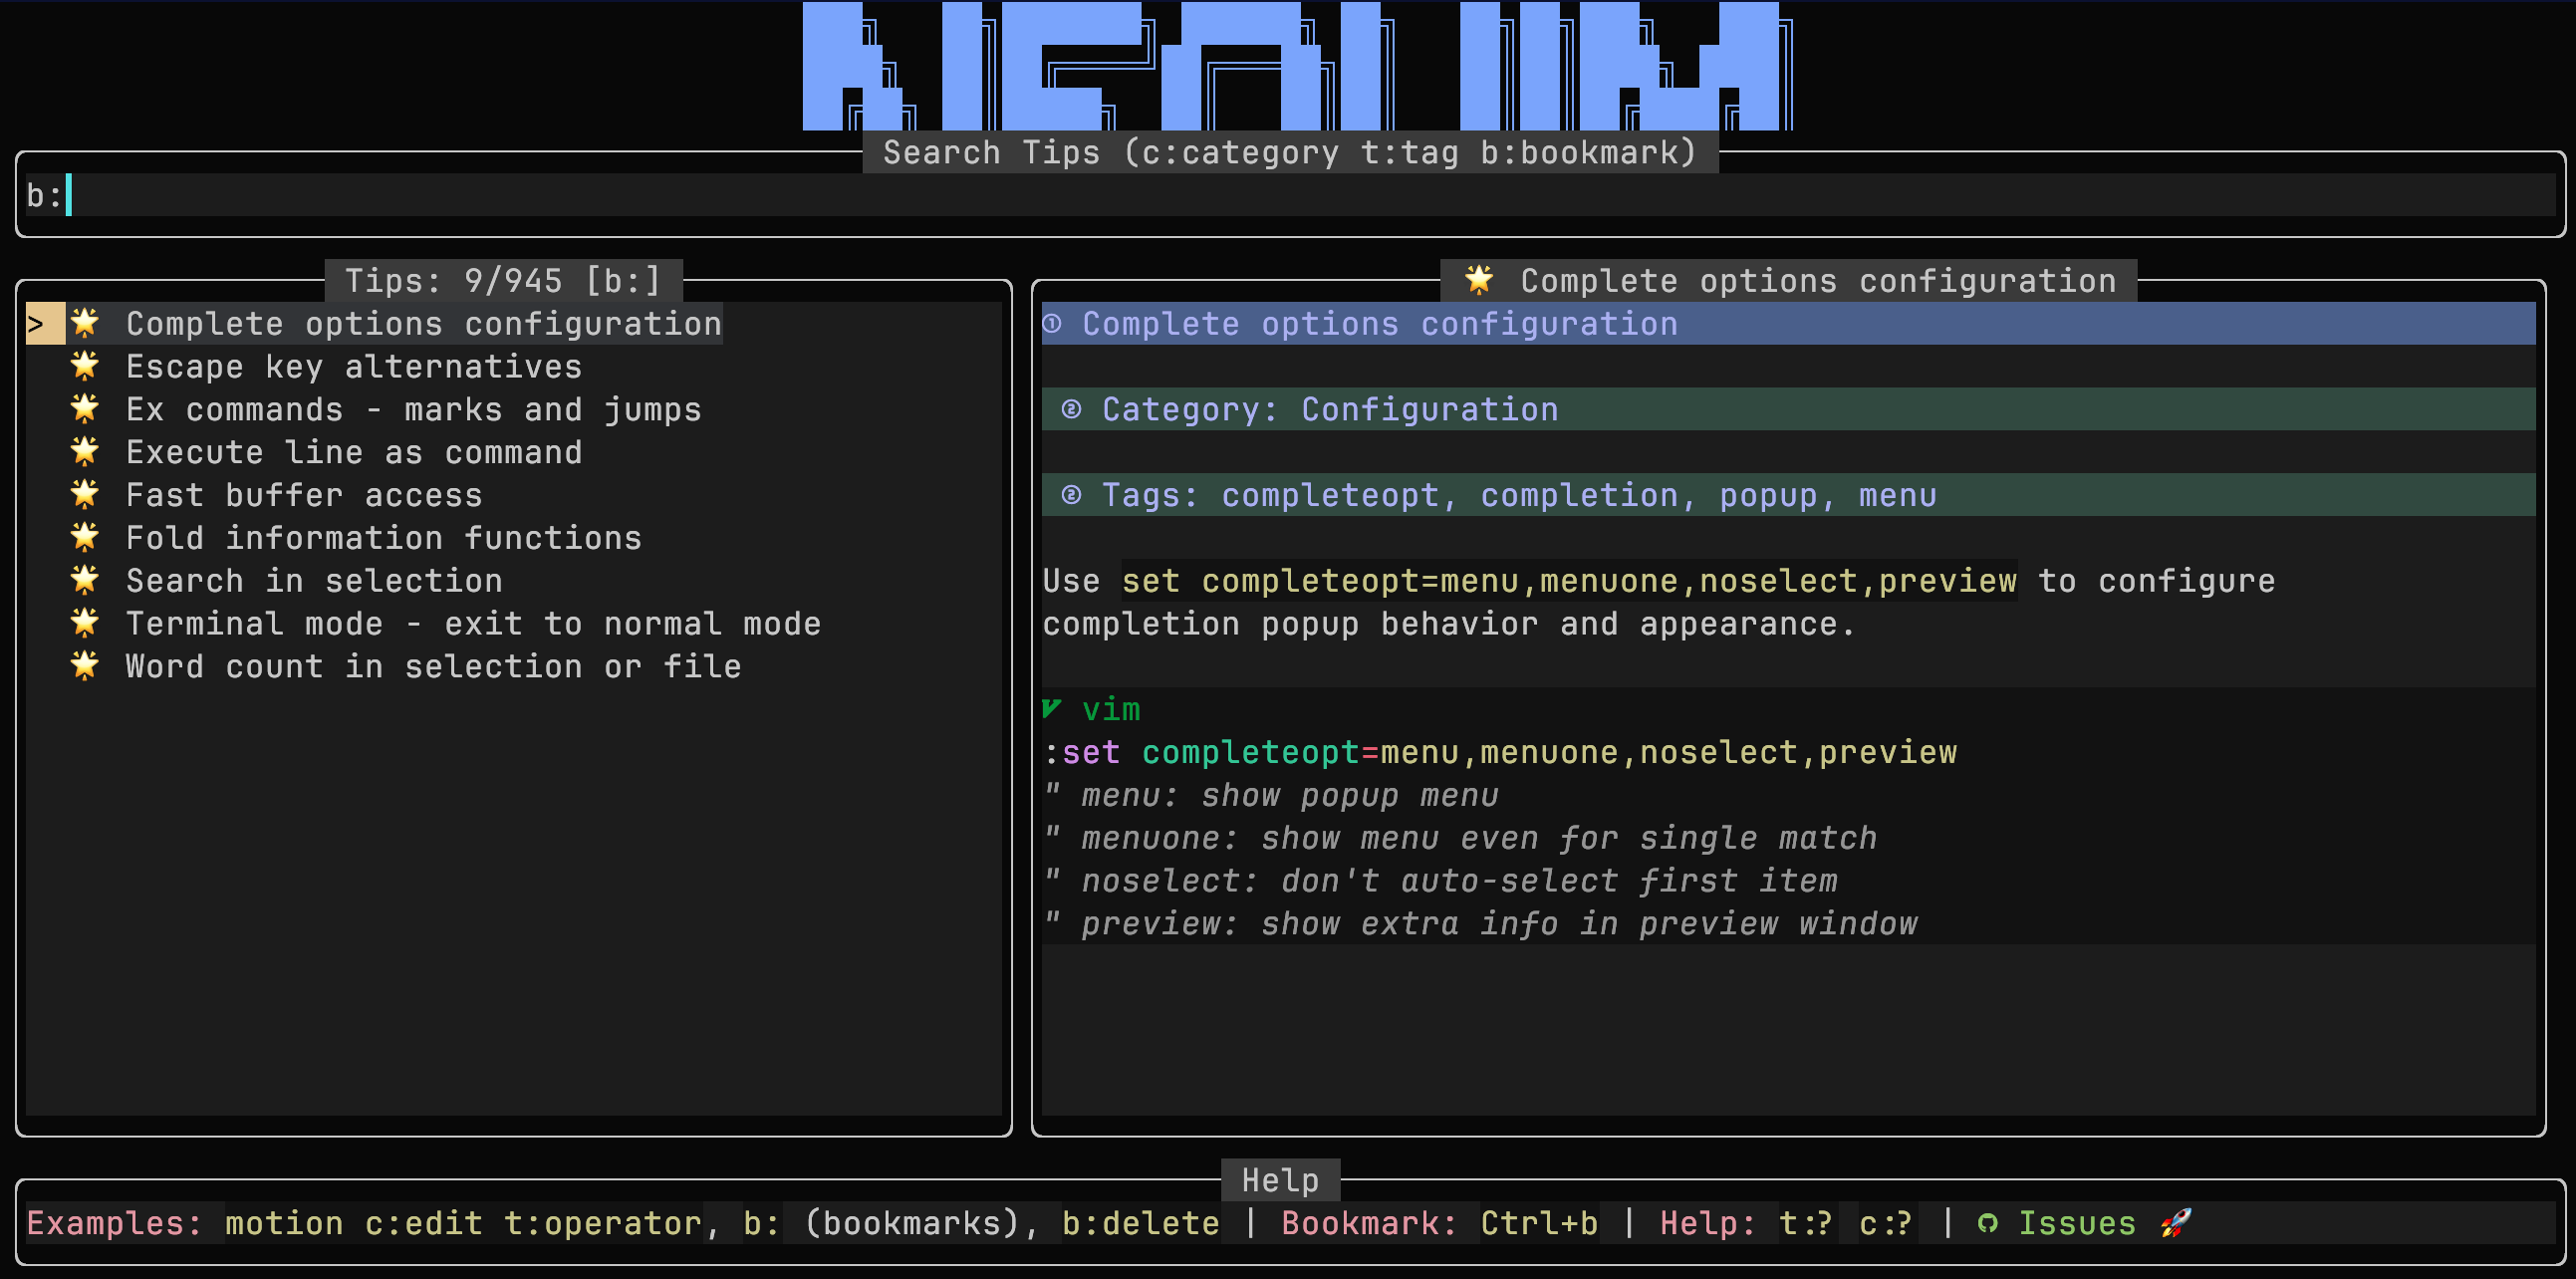 Search Tips (c:category t:tag b:bookmark)
b:
Tips: 9/945 [b:]
> 🌟 Complete options configuration
🌟 Escape key alternatives
🌟 Ex commands - marks and jumps
🌟 Execute line as command
🌟 Fast buffer access
🌟 Fold information functions
🌟 Search in selection
🌟 Terminal mode - exit to normal mode
🌟 Word count in selection or file
🌟 Complete options configuration
① Complete options configuration
② Category: Configuration
② Tags: completeopt, completion, popup, menu
Use set completeopt=menu,menuone,noselect,preview to configure
completion popup behavior and appearance.
vim
:set completeopt=menu,menuone,noselect,preview
" menu: show popup menu
" menuone: show menu even for single match
" noselect: don't auto-select first item
" preview: show extra info in preview window
Help
Examples: motion c:edit t:operator, b: (bookmarks), b:delete | Bookmark: Ctrl+b | Help: t:? c:? | Issues 🚀